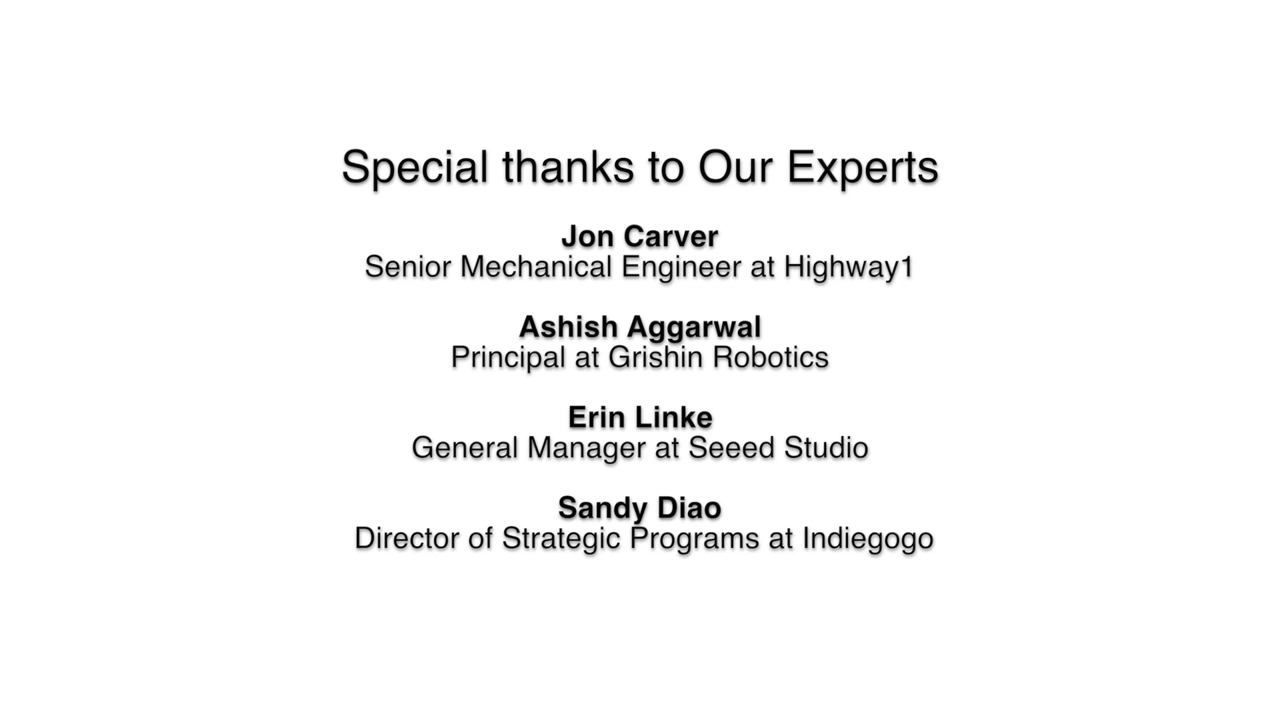 Special thanks to Our Experts
Jon Carver
Senior Mechanical Engineer at Highway1
Ashish Aggarwal
Principal at Grishin Robotics
Erin Linke
General Manager at Seeed Studio
Sandy Diao
Director of Strategic Programs at Indiegogo